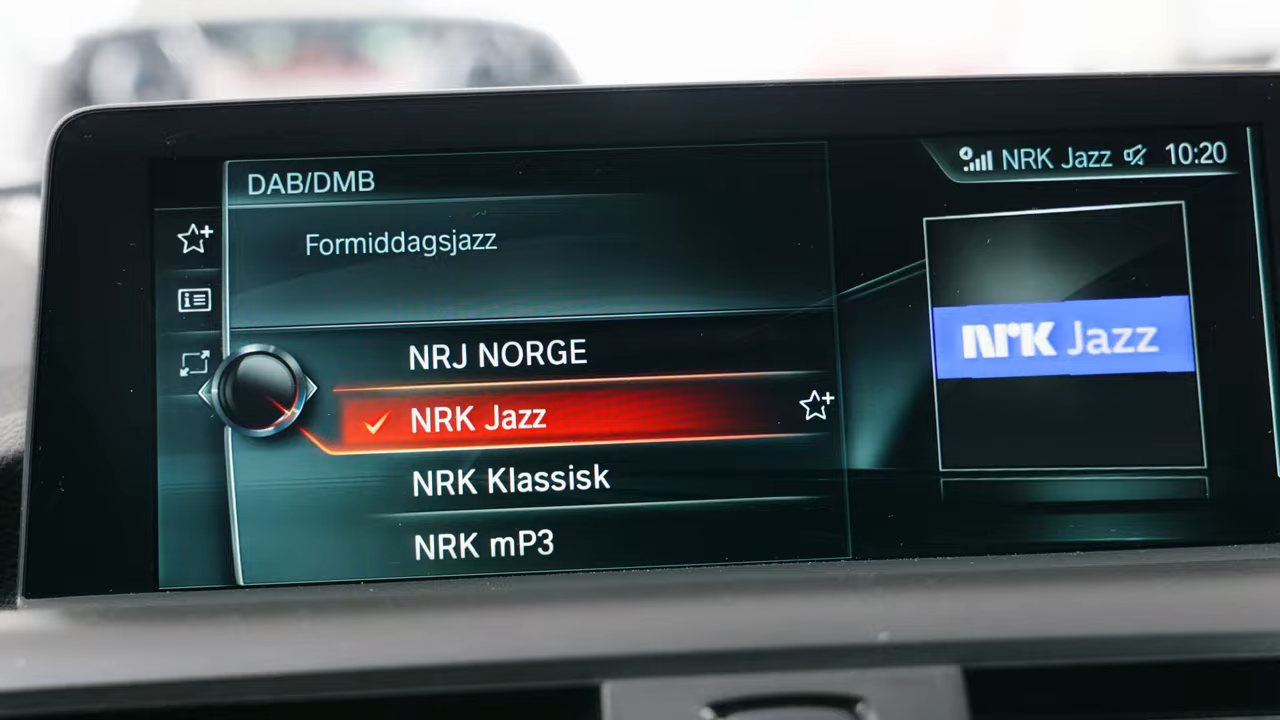 DAB/DMB
NRK Jazz 10:20
Formiddagsjazz
NRJ NORGE
NRK Jazz
NRK Klassisk
NRK mP3
NRK Jazz